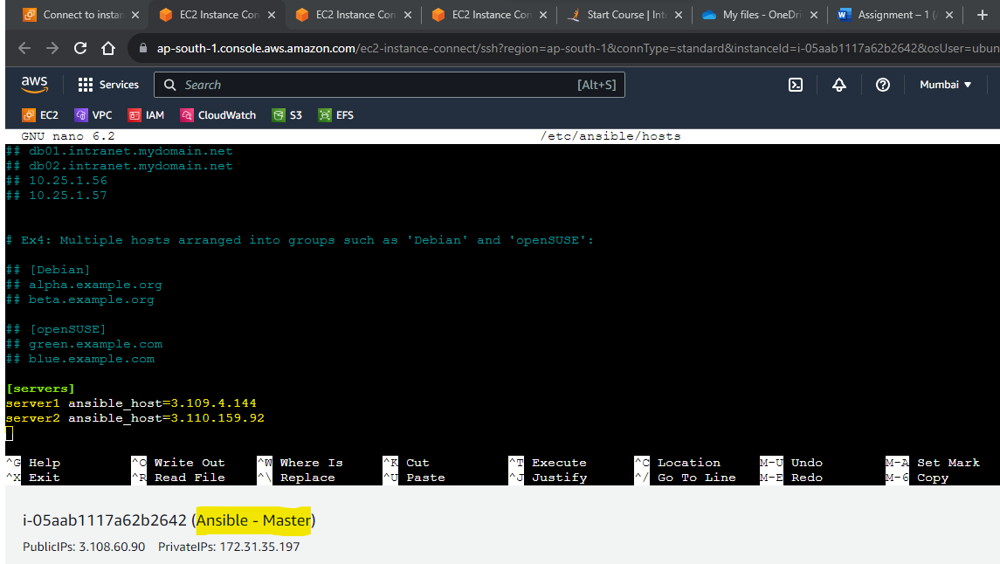 Connect to instan
EC2 Instance Con
EC2 Instance Con
EC2 Instance Con
Start Course | Int
My files - OneDri
Assignment – 1 (
ap-south-1.console.aws.amazon.com/ec2-instance-connect/ssh?region=ap-south-1&connType=standard&instanceId=i-05aab1117a62b2642&osUser=ubun
aws Services Search [Alt+S] Mumbai ▼
EC2 VPC IAM CloudWatch S3 EFS
GNU nano 6.2 /etc/ansible/hosts
## db01.intranet.mydomain.net
## db02.intranet.mydomain.net
## 10.25.1.56
## 10.25.1.57
# Ex4: Multiple hosts arranged into groups such as 'Debian' and 'openSUSE':
## [Debian]
## alpha.example.org
## beta.example.org
## [openSUSE]
## green.example.com
## blue.example.com
[servers]
server1 ansible_host=3.109.4.144
server2 ansible_host=3.110.159.92
^G Help ^O Write Out ^W Where Is ^K Cut ^T Execute ^C Location M-U Undo M-A Set Mark
^X Exit ^R Read File ^\ Replace ^U Paste ^J Justify ^/ Go To Line M-E Redo M-6 Copy
i-05aab1117a62b2642 (Ansible - Master)
PublicIPs: 3.108.60.90 PrivateIPs: 172.31.35.197